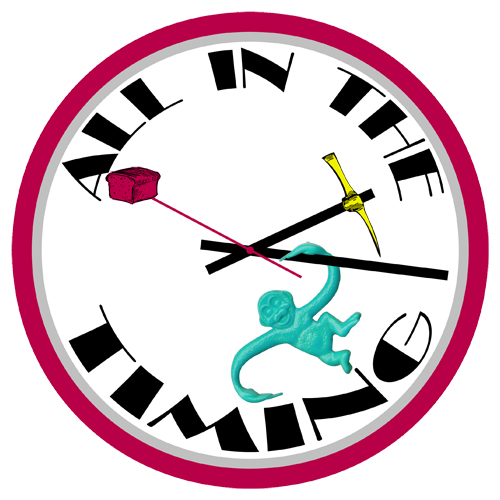 ALL IN THE
TIMING